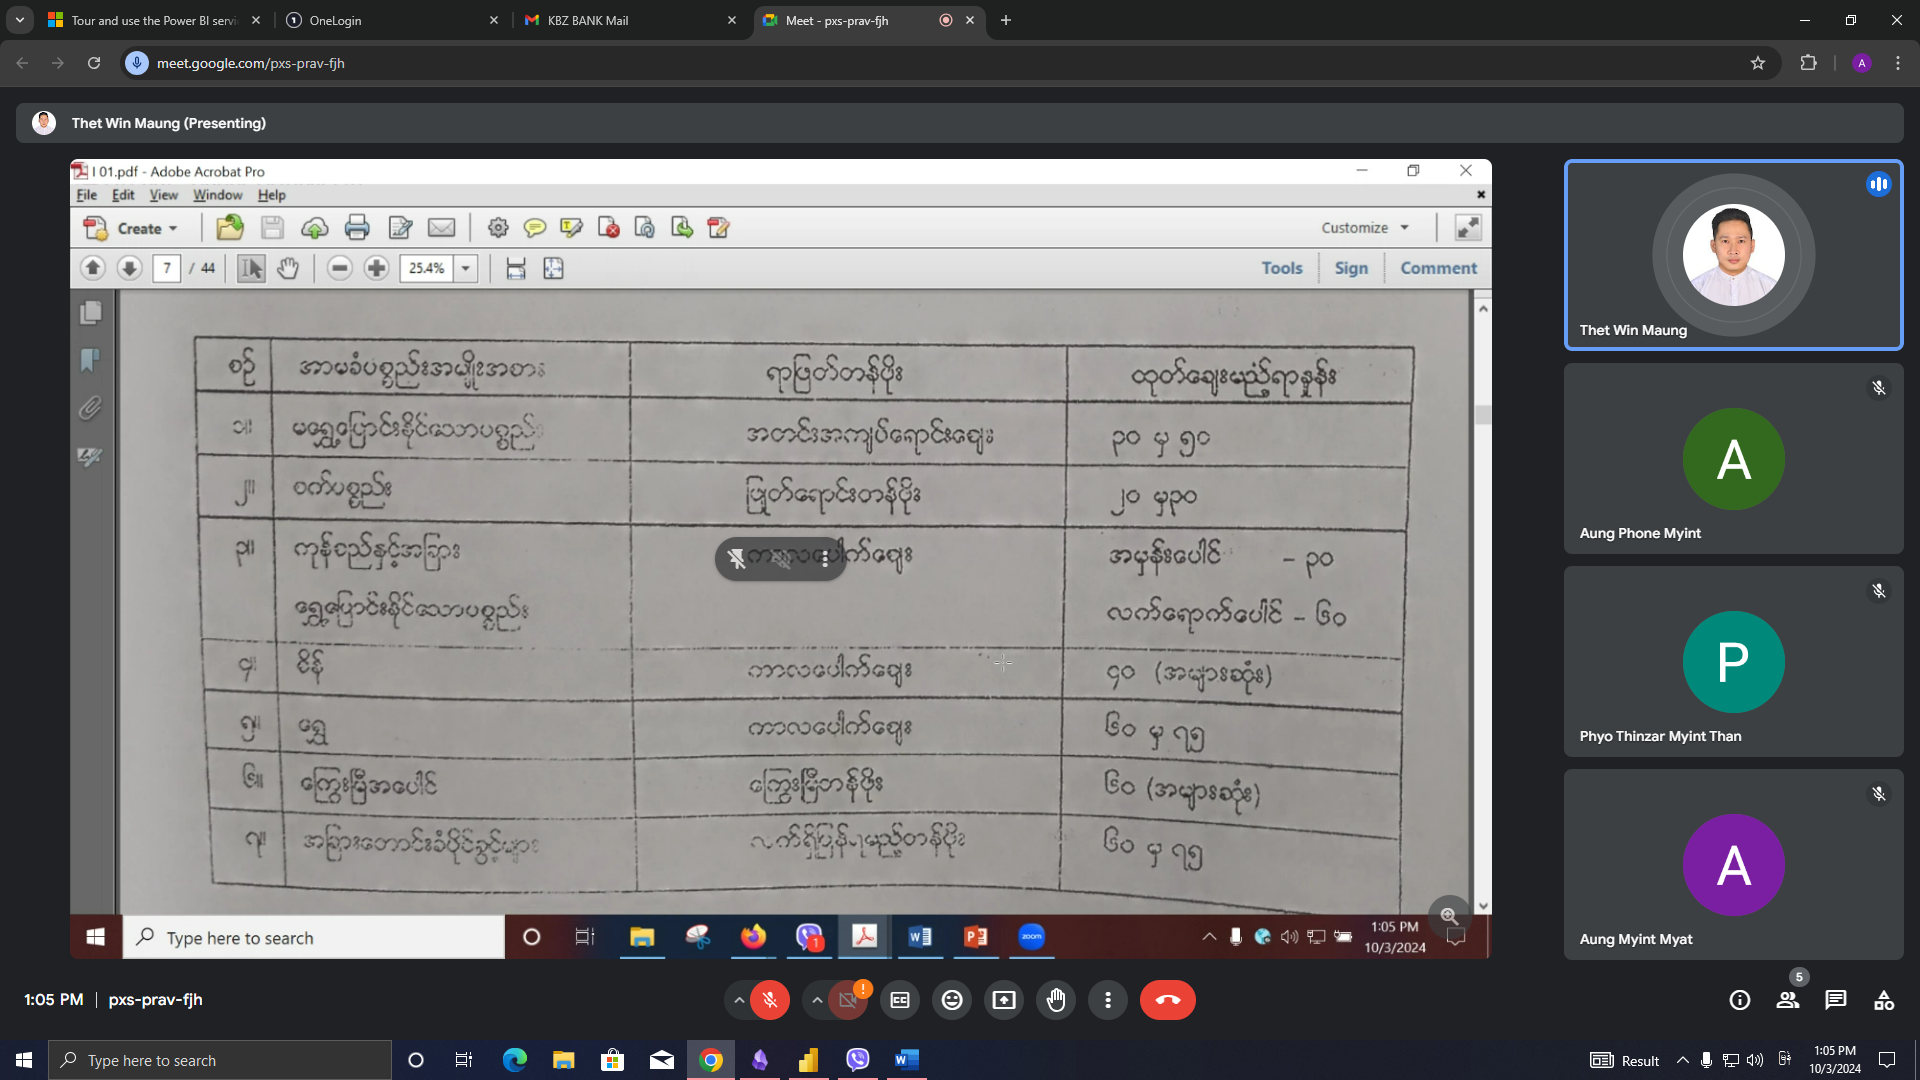 Tour and use the Power BI servi
OneLogin
KBZ BANK Mail
Meet - pxs-prav-fjh
meet.google.com/pxs-prav-fjh
A
Thet Win Maung (Presenting)
I 01.pdf - Adobe Acrobat Pro
File Edit View Window Help
Create
Customize
7 / 44
25.4%
Tools Sign Comment
စဉ် အာမခံပစ္စည်းအမျိုးအစား ရာဖြတ်တန်ဖိုး ထုတ်ချေးမည့်ရာနှုန်း
၁။ မရွှေ့ပြောင်းနိုင်သောပစ္စည်း အတင်းအကျပ်ရောင်းဈေး ၃၀ မှ ၅၀
၂။ စက်ပစ္စည်း ဖြုတ်ရောင်းတန်ဖိုး ၂၀ မှ၃၀
၃။ ကုန်စည်နှင့်အခြား ကာလပေါက်ဈေး အမှန်းပေါင် - ၃၀
ရွှေ့ပြောင်းနိုင်သောပစ္စည်း လက်ရောက်ပေါင် - ၆၀
၄။ စိန် ကာလပေါက်ဈေး ၄၀ (အများဆုံး)
၅။ ရွှေ ကာလပေါက်ဈေး ၆၀ မှ ၇၅
၆။ ကြွေးမြီအပေါင် ကြွေးမြီတန်ဖိုး ၆၀ (အများဆုံး)
၇။ အခြားတောင်းခံပိုင်ခွင့်များ လက်ရှိပြန်ရမည့်တန်ဖိုး ၆၀ မှ ၇၅
Type here to search
1
zoom
1:05 PM
10/3/2024
Thet Win Maung
A
Aung Phone Myint
P
Phyo Thinzar Myint Than
A
Aung Myint Myat
1:05 PM | pxs-prav-fjh
5
Type here to search
Result
1:05 PM
10/3/2024